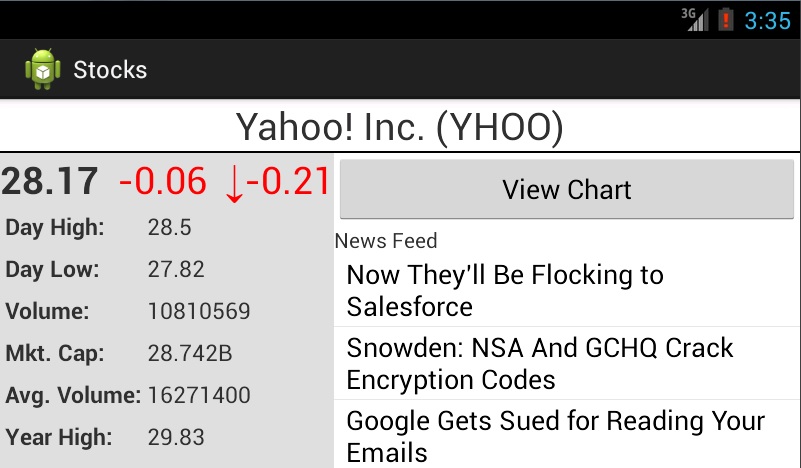 3G 3:35
Stocks
Yahoo! Inc. (YHOO)
28.17 -0.06 ↓-0.21
Day High: 28.5
Day Low: 27.82
Volume: 10810569
Mkt. Cap: 28.742B
Avg. Volume: 16271400
Year High: 29.83
View Chart
News Feed
Now They'll Be Flocking to
Salesforce
Snowden: NSA And GCHQ Crack
Encryption Codes
Google Gets Sued for Reading Your
Emails